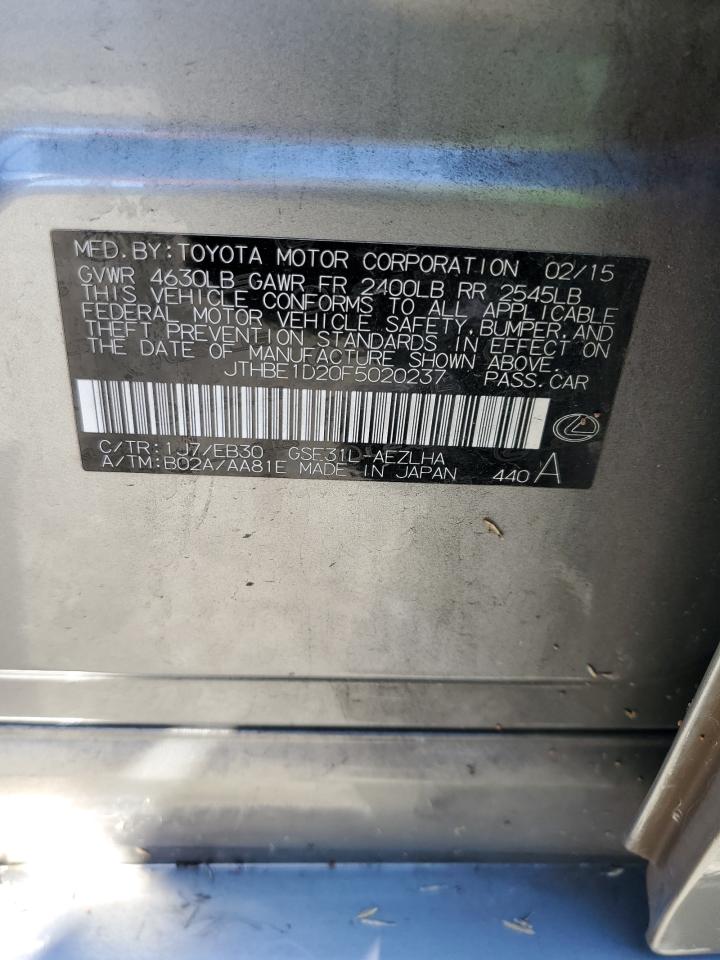 MFD.BY:TOYOTA MOTOR CORPORATION 02/15
GVWR 4630LB GAWR FR 2400LB RR 2545LB
THIS VEHICLE CONFORMS TO ALL APPLICABLE
FEDERAL MOTOR VEHICLE SAFETY,BUMPER,AND
THEFT PREVENTION STANDARDS IN EFFECT ON
THE DATE OF MANUFACTURE SHOWN ABOVE.
JTHBE1D20F5020237 PASS.CAR
C/TR:1J7/EB30 GSE31L-AEZLHA
A/TM:B02A/AA81E MADE IN JAPAN 440 A